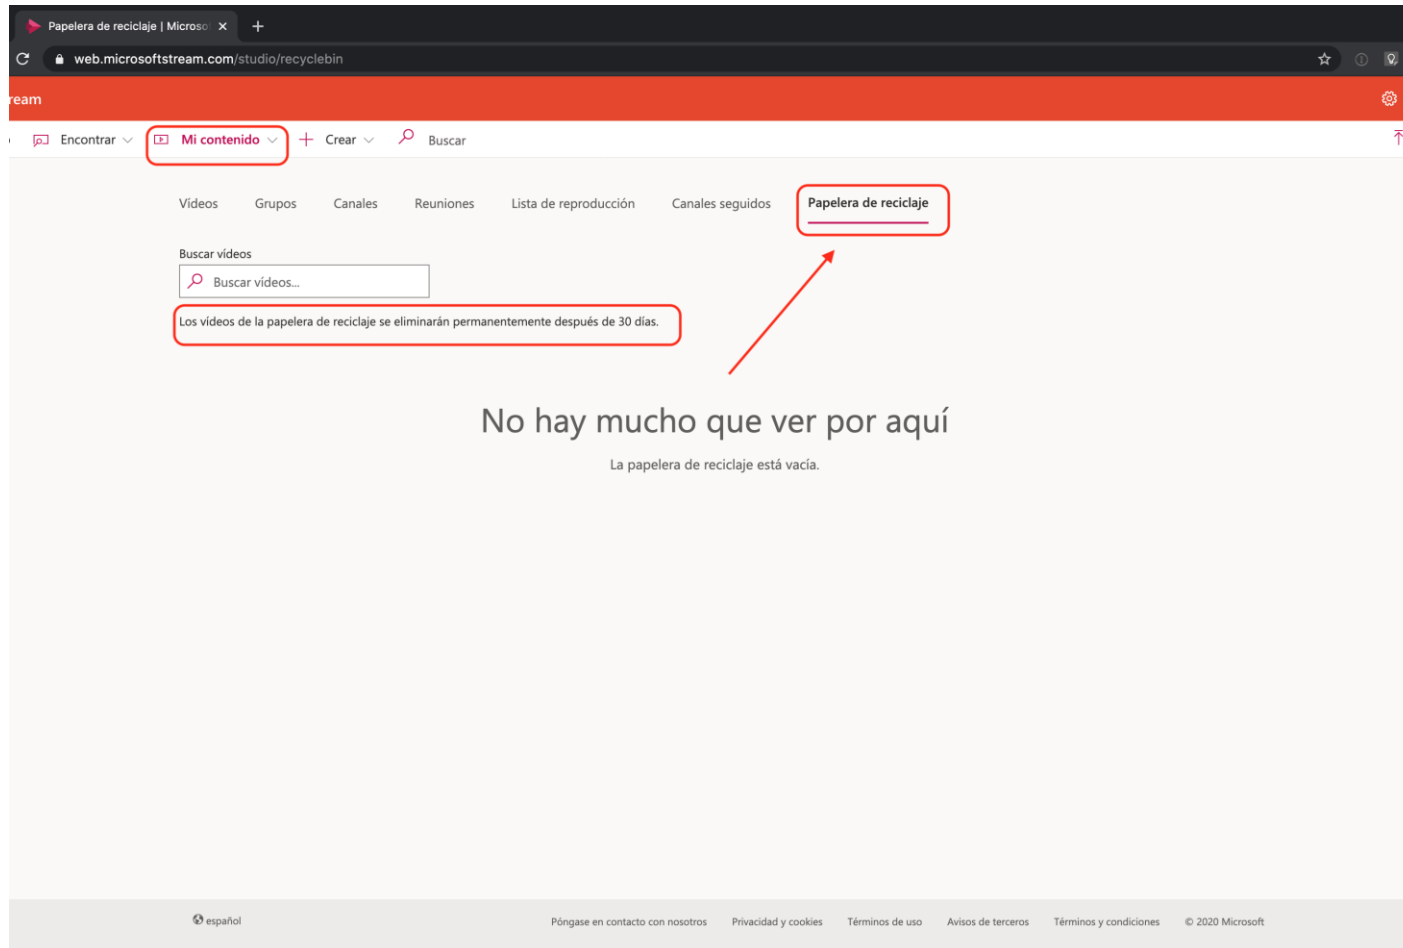 Papelera de reciclaje | Microso
web.microsoftstream.com/studio/recyclebin
ream
Encontrar Mi contenido Crear Buscar
Vídeos Grupos Canales Reuniones Lista de reproducción Canales seguidos Papelera de reciclaje
Buscar vídeos
Buscar vídeos...
Los vídeos de la papelera de reciclaje se eliminarán permanentemente después de 30 días.
No hay mucho que ver por aquí
La papelera de reciclaje está vacía.
español Póngase en contacto con nosotros Privacidad y cookies Términos de uso Avisos de terceros Términos y condiciones © 2020 Microsoft